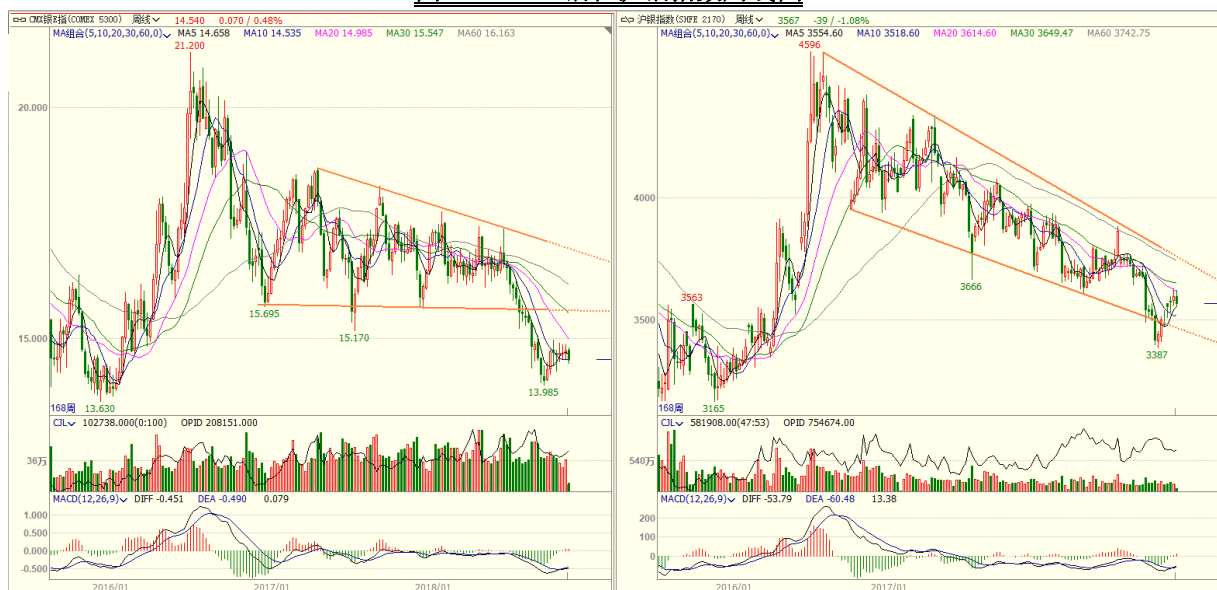 CMX银E指(COMEX 5300) 周线 14.540 0.070 / 0.48%
MA组合(5,10,20,30,60,0) MA5 14.658 MA10 14.535 MA20 14.985 MA30 15.547 MA60 16.163
21.200
20.000
15.695
15.170
15.000
13.985
168周 13.630
CJL 102738.000(0:100) OPID 208151.000
36万
MACD(12,26,9) DIFF -0.451 DEA -0.490 0.079
1.000
0.500
0.000
-0.500
2016/01 2017/01 2018/01
沪银指数(SHFE 2170) 周线 3567 -39 / -1.08%
MA组合(5,10,20,30,60,0) MA5 3554.60 MA10 3518.60 MA20 3614.60 MA30 3649.47 MA60 3742.75
4596
4000
3666
3563
3500
3387
168周 3165
CJL 581908.00(47:53) OPID 754674.00
540万
MACD(12,26,9) DIFF -53.79 DEA -60.48 13.38
200
100
0
2016/01 2017/01